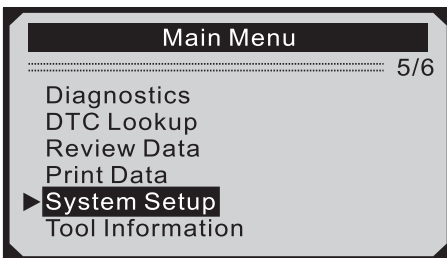 Main Menu
5/6
Diagnostics
DTC Lookup
Review Data
Print Data
System Setup
Tool Information